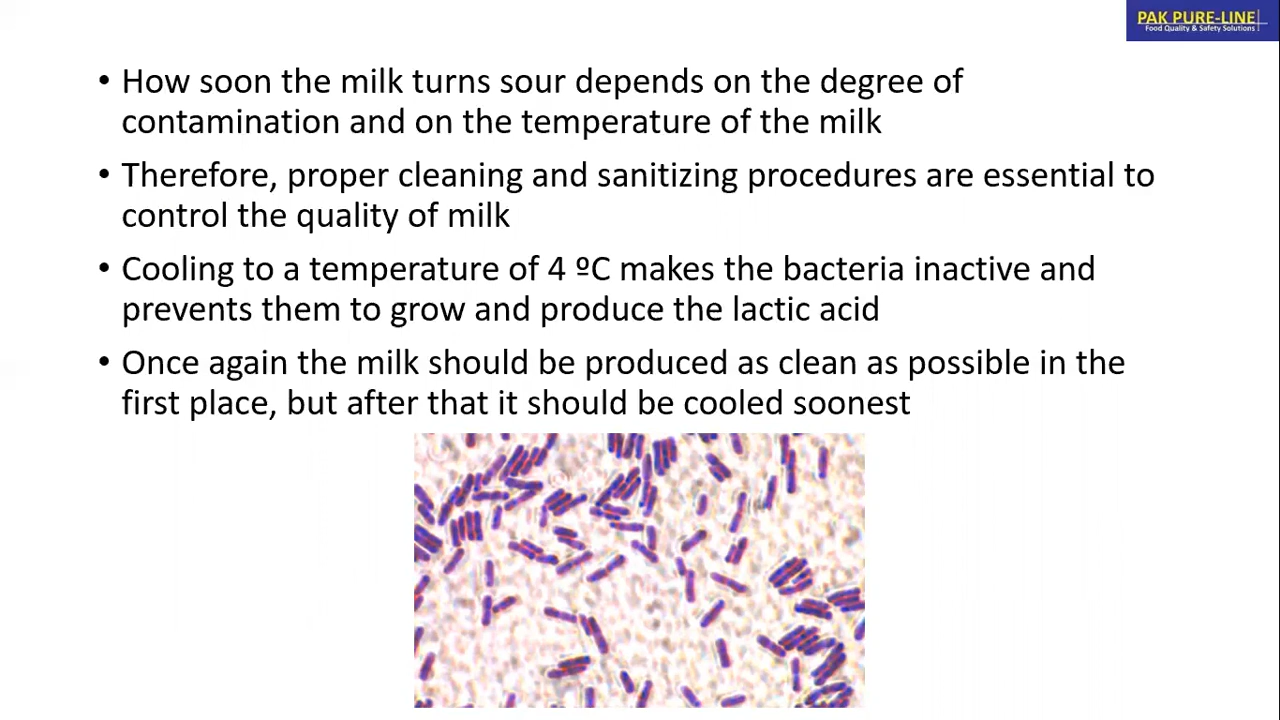 PAK PURE-LINE
Food Quality & Safety Solutions
• How soon the milk turns sour depends on the degree of
contamination and on the temperature of the milk
• Therefore, proper cleaning and sanitizing procedures are essential to
control the quality of milk
• Cooling to a temperature of 4 ºC makes the bacteria inactive and
prevents them to grow and produce the lactic acid
• Once again the milk should be produced as clean as possible in the
first place, but after that it should be cooled soonest